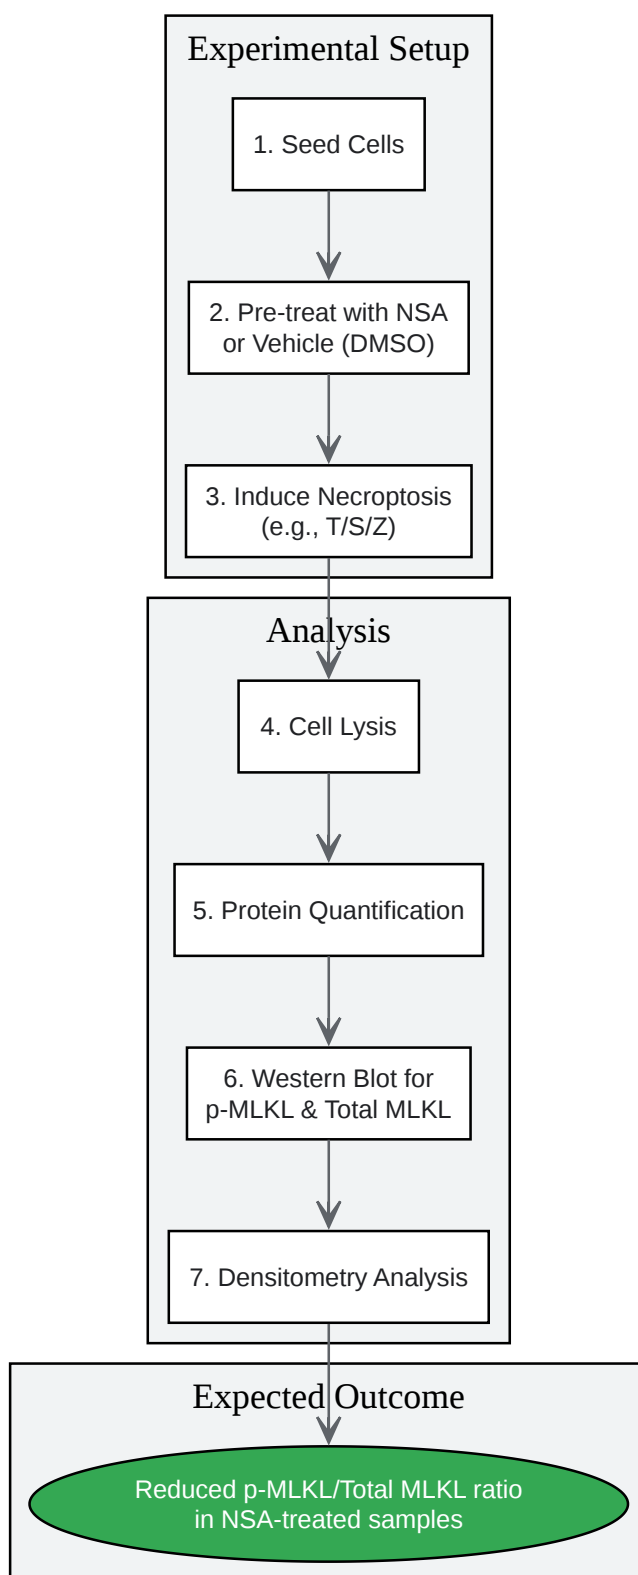 Experimental Setup
1. Seed Cells
2. Pre-treat with NSA
or Vehicle (DMSO)
3. Induce Necroptosis
(e.g., T/S/Z)
Analysis
4. Cell Lysis
5. Protein Quantification
6. Western Blot for
p-MLKL & Total MLKL
7. Densitometry Analysis
Expected Outcome
Reduced p-MLKL/Total MLKL ratio
in NSA-treated samples